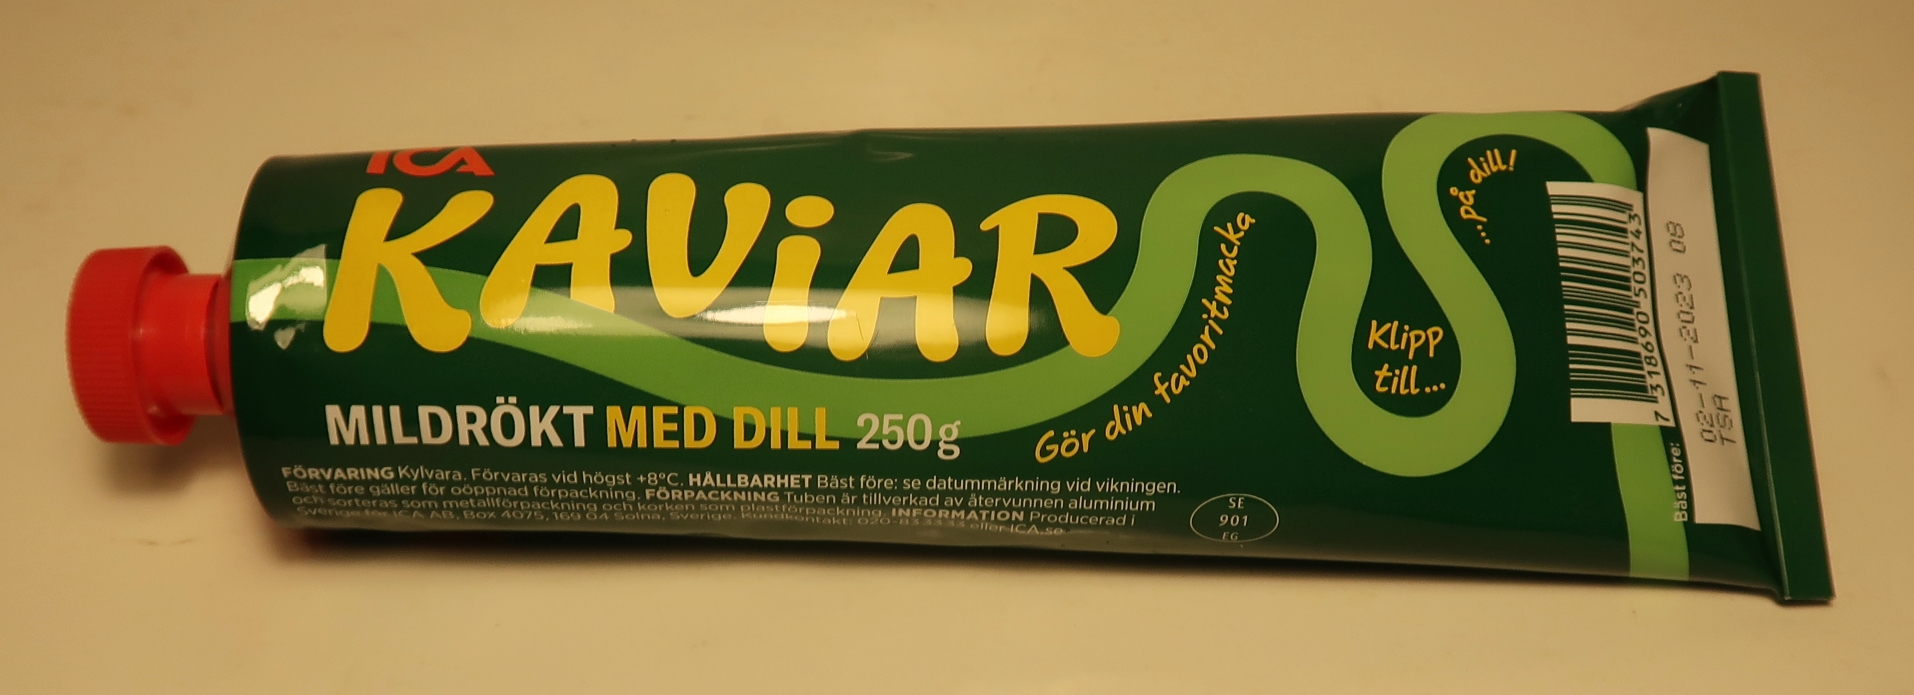 ICA
KAViAR
MILDRÖKT MED DILL 250g
FÖRVARING Kylvara. Förvaras vid högst +8°C. HÅLLBARHET Bäst före: se datummärkning vid vikningen.
Bäst före gäller för oöppnad förpackning. FÖRPACKNING Tuben är tillverkad av återvunnen aluminium
och sorteras som metallförpackning och korken som plastförpackning. INFORMATION Producerad i
Sverige för ICA AB, Box 4075, 169 04 Solna, Sverige. Kundkontakt: 020-83 33 33 eller ICA.se
SE
901
EG
Gör din favoritmacka
Klipp
till...
...på dill!
7 318690 503743
Bäst före:
02-11-2023 08
TSA